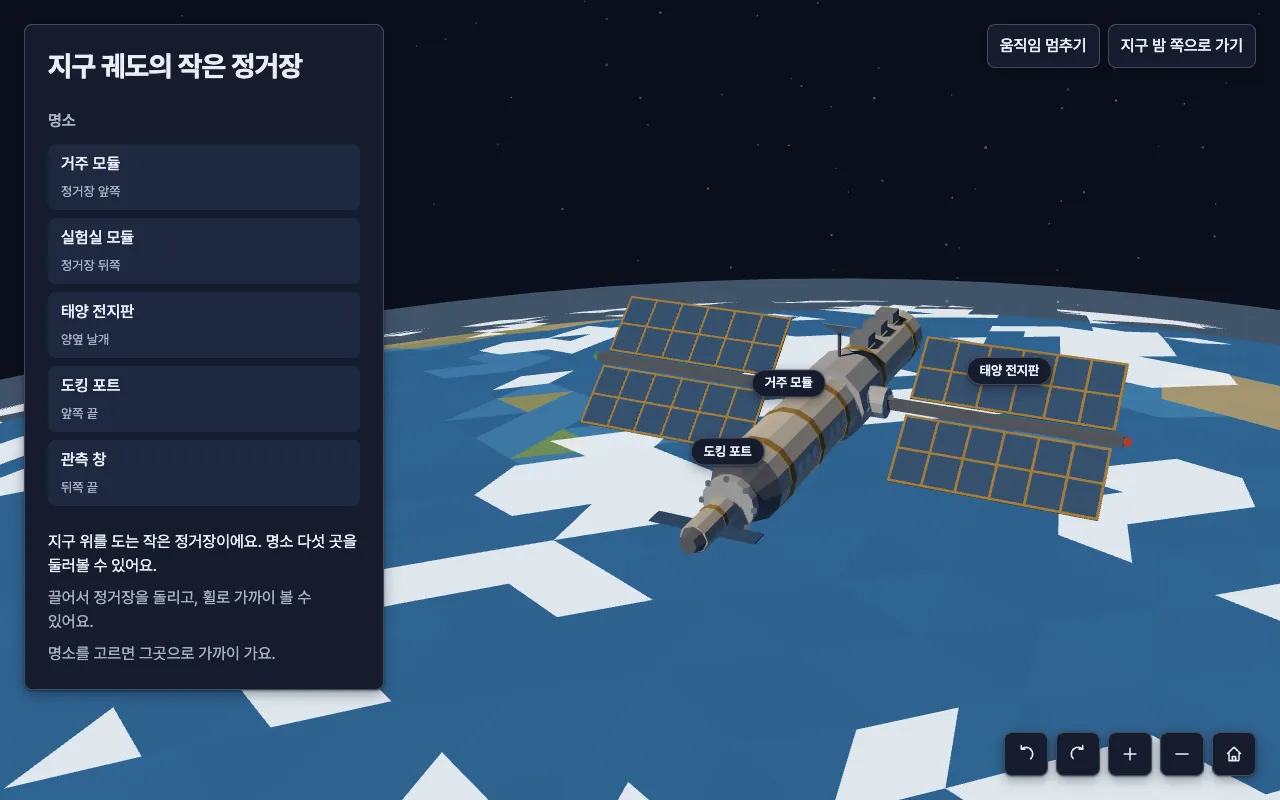 지구 궤도의 작은 정거장
명소
거주 모듈
정거장 앞쪽
실험실 모듈
정거장 뒤쪽
태양 전지판
양옆 날개
도킹 포트
앞쪽 끝
관측 창
뒤쪽 끝
지구 위를 도는 작은 정거장이에요. 명소 다섯 곳을
둘러볼 수 있어요.
끌어서 정거장을 돌리고, 휠로 가까이 볼 수
있어요.
명소를 고르면 그곳으로 가까이 가요.
움직임 멈추기
지구 밤 쪽으로 가기
태양 전지판
거주 모듈
도킹 포트